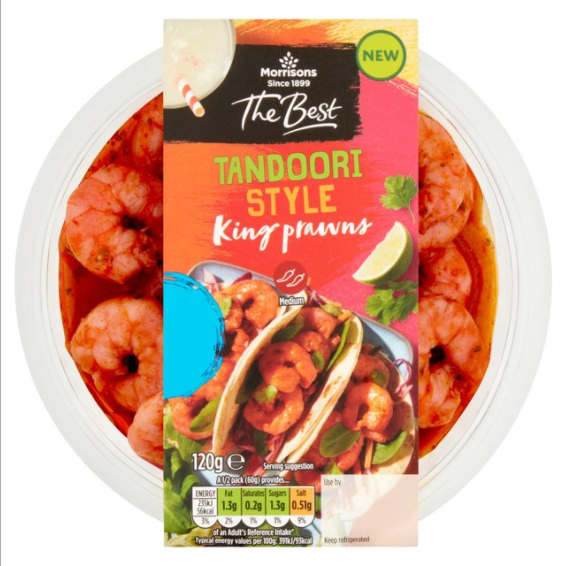 NEW
Morrisons
Since 1899
The Best
TANDOORI
STYLE
King prawns
Medium
120g e
Serving suggestion
A 1/2 pack (60g) provides...
ENERGY Fat Saturates Sugars Salt
235kJ 1.3g 0.2g 1.3g 0.51g
56kcal
3% 2% 1% 1% 9%
of an Adult's Reference Intake*
Typical energy values per 100g: 391kJ/93kcal
Use by
Keep refrigerated